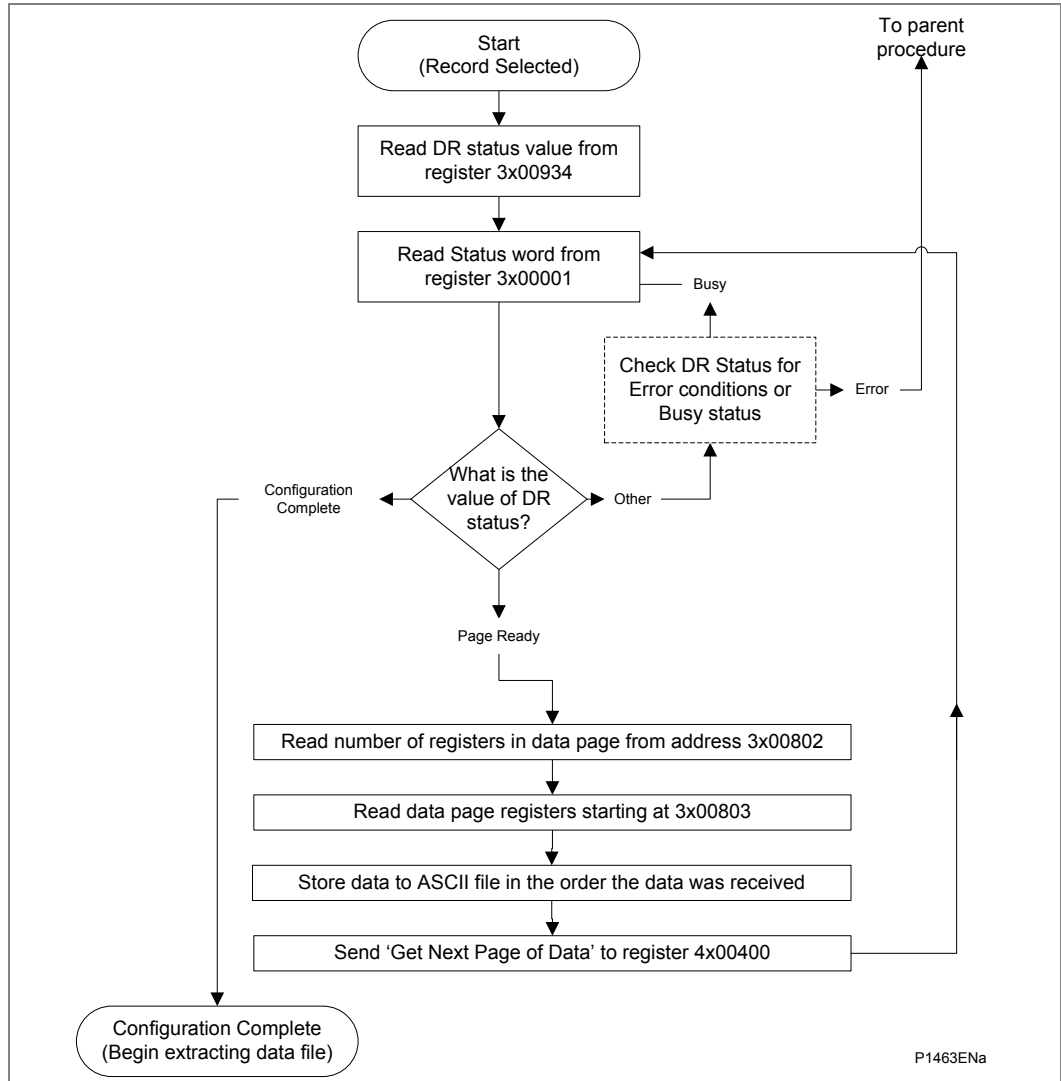 Start
(Record Selected)
To parent
procedure
Read DR status value from
register 3x00934
Read Status word from
register 3x00001
Busy
Check DR Status for
Error conditions or
Busy status
Error
What is the
value of DR
status?
Configuration
Complete
Other
Page Ready
Read number of registers in data page from address 3x00802
Read data page registers starting at 3x00803
Store data to ASCII file in the order the data was received
Send ‘Get Next Page of Data’ to register 4x00400
Configuration Complete
(Begin extracting data file)
P1463ENa